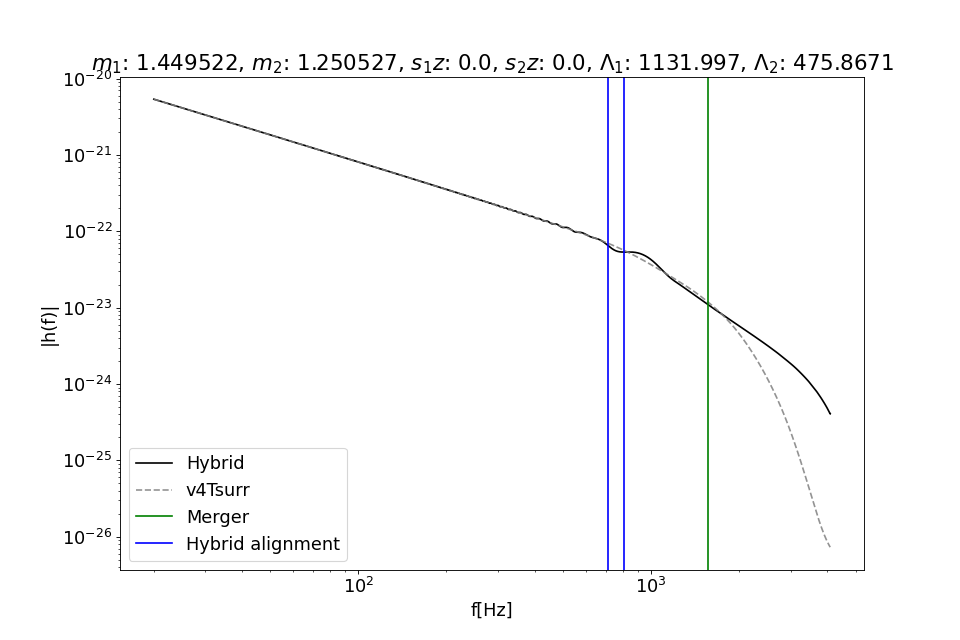 m₁: 1.449522, m₂: 1.250527, s₁z: 0.0, s₂z: 0.0, Λ₁: 1131.997, Λ₂: 475.8671
10⁻²⁰
10⁻²¹
10⁻²²
10⁻²³
10⁻²⁴
10⁻²⁵
10⁻²⁶
|h(f)|
Hybrid
v4Tsurr
Merger
Hybrid alignment
10² 10³
f[Hz]